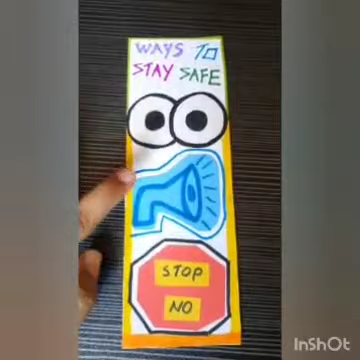 WAYS TO
STAY SAFE
STOP
NO
InShOt